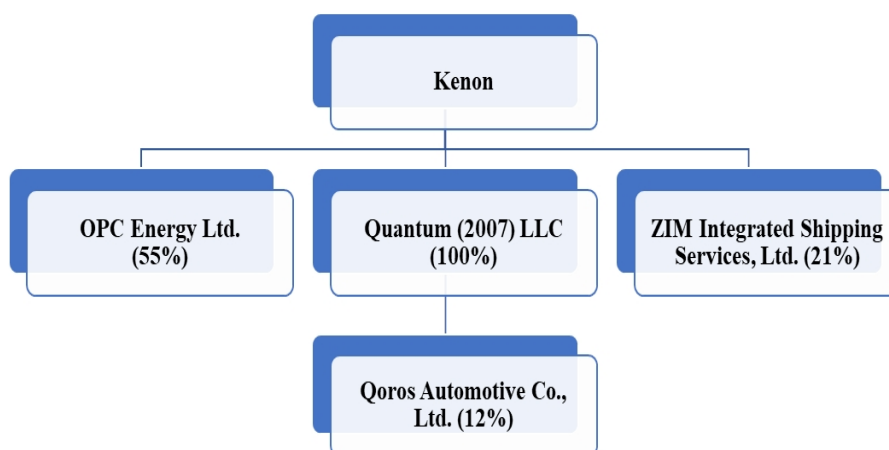 Kenon
OPC Energy Ltd.
(55%)
Quantum (2007) LLC
(100%)
ZIM Integrated Shipping
Services, Ltd. (21%)
Qoros Automotive Co.,
Ltd. (12%)